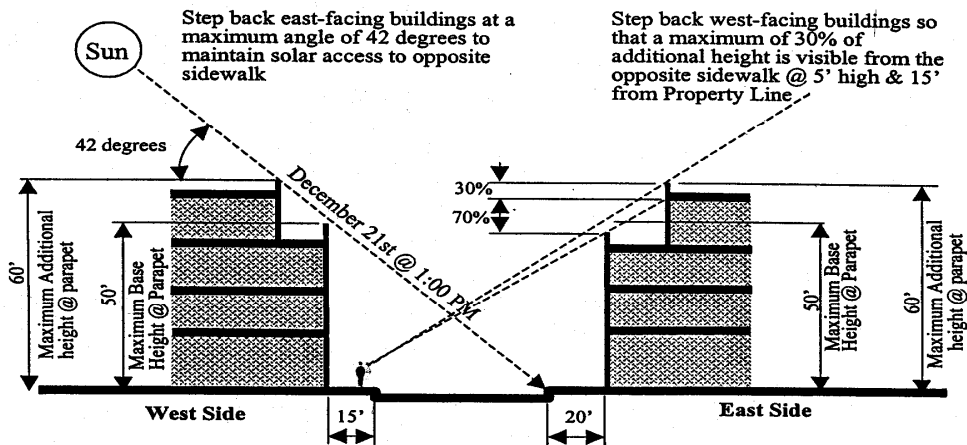 Sun
Step back east-facing buildings at a
maximum angle of 42 degrees to
maintain solar access to opposite
sidewalk
Step back west-facing buildings so
that a maximum of 30% of
additional height is visible from the
opposite sidewalk @ 5' high & 15'
from Property Line
42 degrees
December 21st @ 1:00 PM
30%
70%
60'
Maximum Additional
height @ parapet
50'
Maximum Base
Height @ Parapet
50'
Maximum Base
Height @ Parapet
60'
Maximum Additional
height @ parapet
West Side
15'
20'
East Side